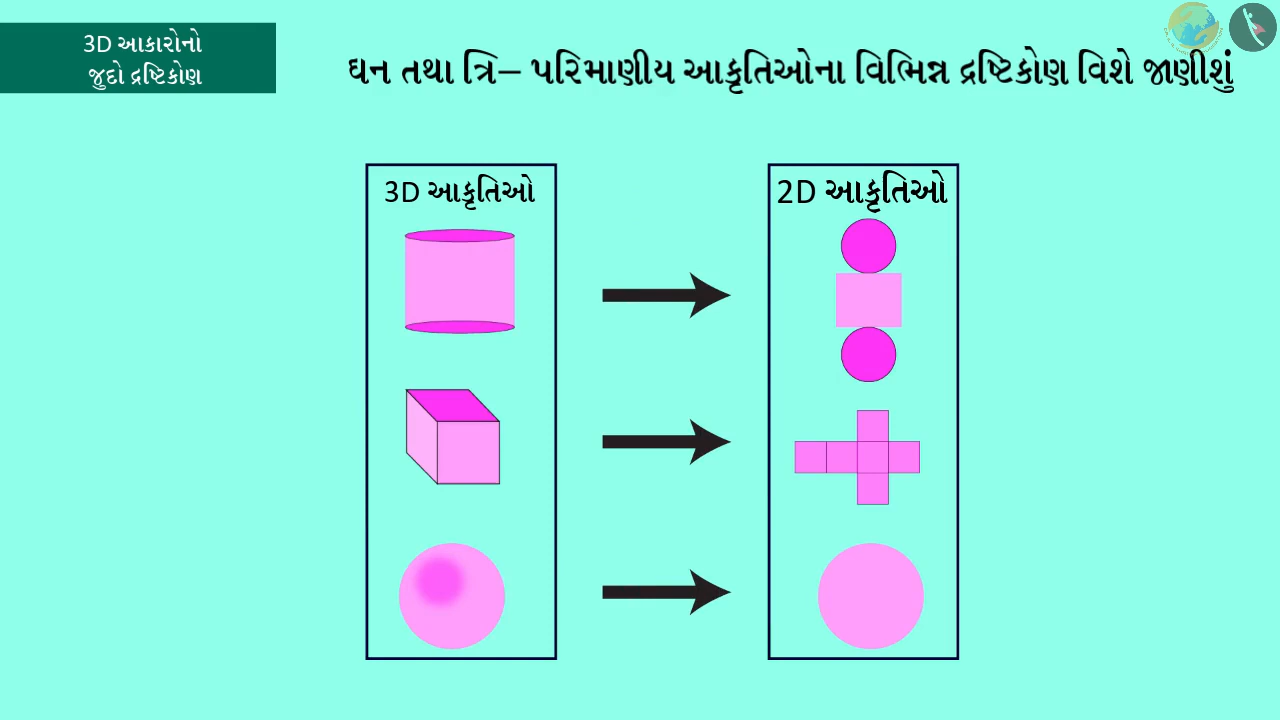 3D આકારોનો
જુદો દ્રષ્ટિકોણ
ઘન તથા ત્રિ– પરિમાણીય આકૃતિઓના વિભિન્ન દ્રષ્ટિકોણ વિશે જાણીશું
3D આકૃતિઓ
2D આકૃતિઓ